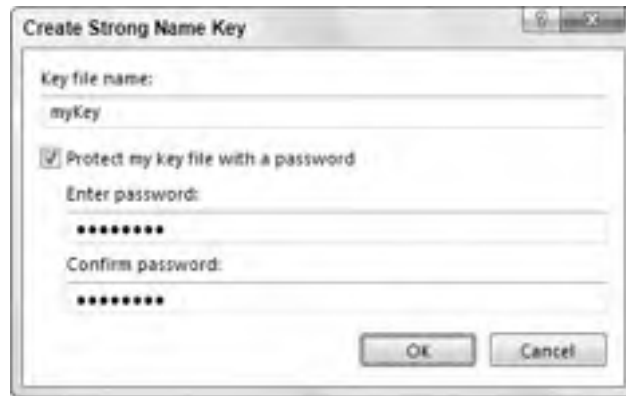 Create Strong Name Key
?
Key file name:
myKey
Protect my key file with a password
Enter password:
●●●●●●●●
Confirm password:
●●●●●●●●
OK
Cancel